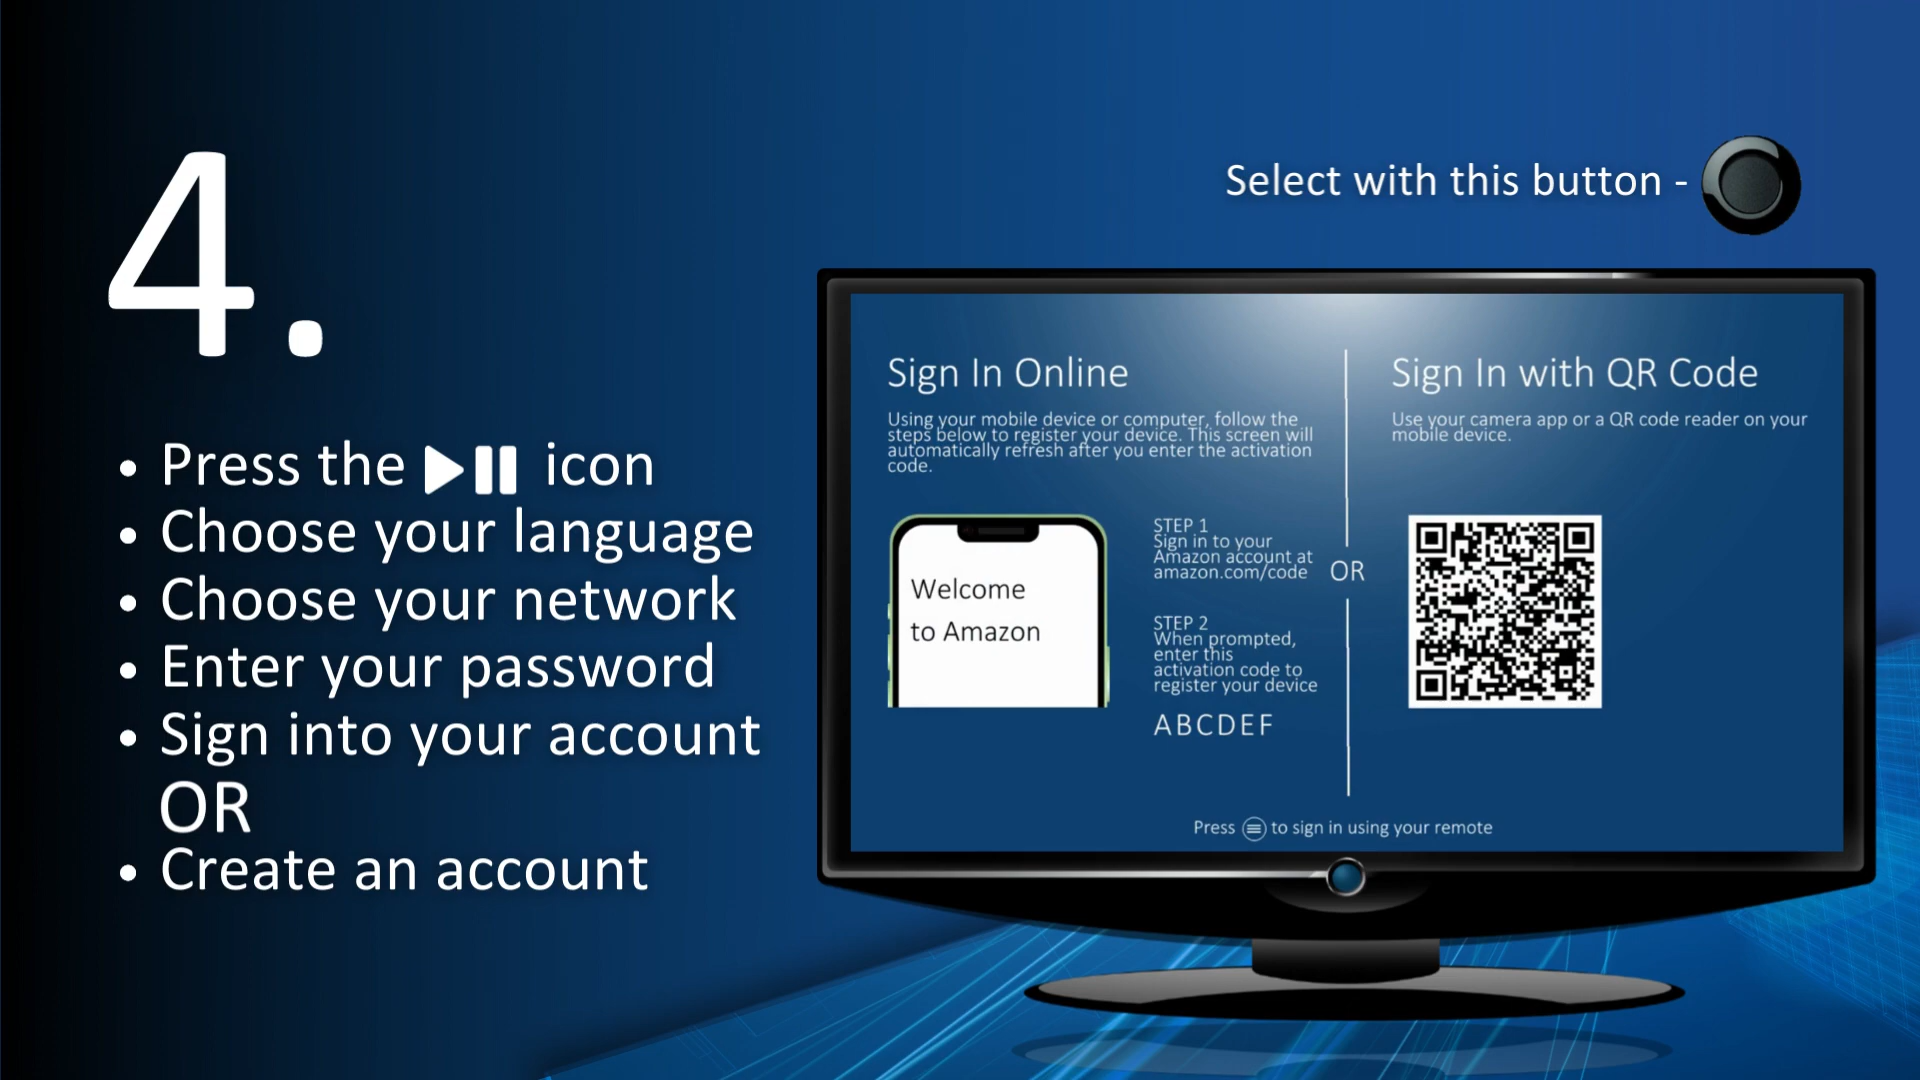 4.
• Press the icon
• Choose your language
• Choose your network
• Enter your password
• Sign into your account
OR
• Create an account
Select with this button -
Sign In Online
Using your mobile device or computer, follow the
steps below to register your device. This screen will
automatically refresh after you enter the activation
code.
Welcome
to Amazon
STEP 1
Sign in to your
Amazon account at
amazon.com/code
STEP 2
When prompted,
enter this
activation code to
register your device
ABCDEF
OR
Sign In with QR Code
Use your camera app or a QR code reader on your
mobile device.
Press to sign in using your remote